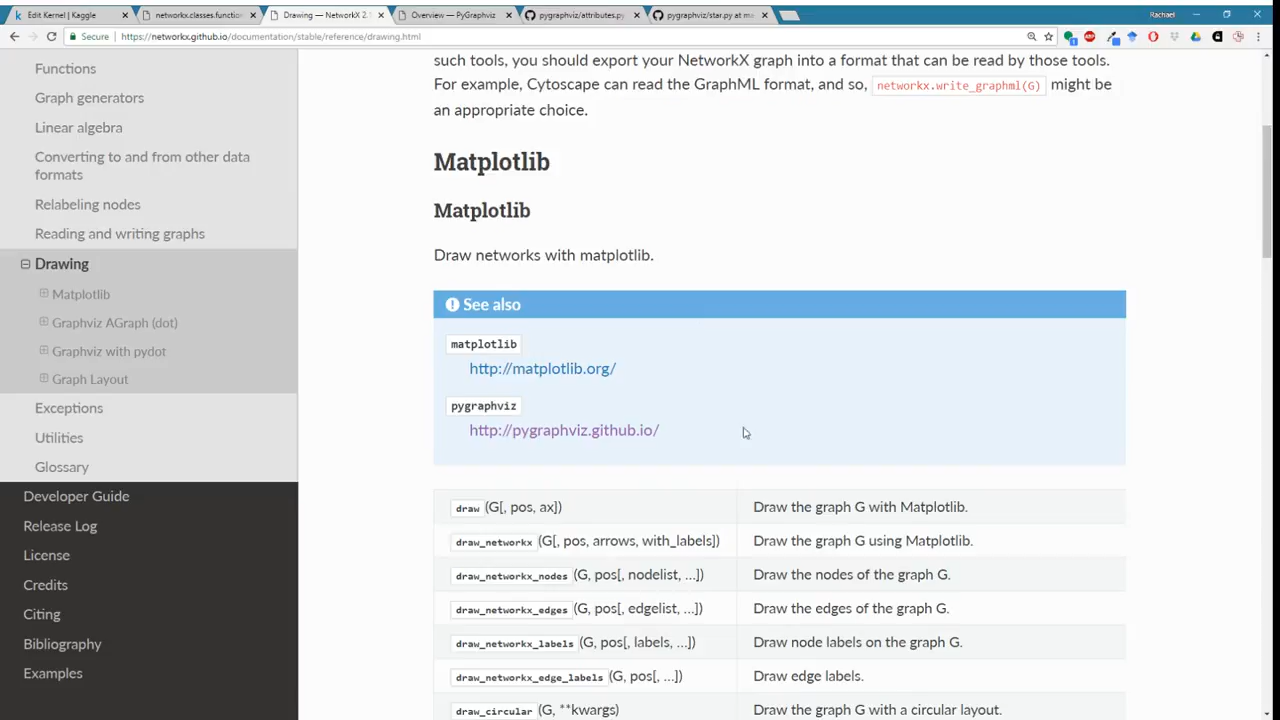 Edit Kernel | Kaggle
networkx.classes.functio
Drawing — NetworkX 2.
Overview — PyGraphviz
pygraphviz/attributes.py
pygraphviz/star.py at m
Rachael
Secure
https://networkx.github.io/documentation/stable/reference/drawing.html
Functions
Graph generators
Linear algebra
Converting to and from other data
formats
Relabeling nodes
Reading and writing graphs
Drawing
Matplotlib
Graphviz AGraph (dot)
Graphviz with pydot
Graph Layout
Exceptions
Utilities
Glossary
Developer Guide
Release Log
License
Credits
Citing
Bibliography
Examples
such tools, you should export your NetworkX graph into a format that can be read by those tools.
For example, Cytoscape can read the GraphML format, and so, networkx.write_graphml(G) might be
an appropriate choice.
Matplotlib
Matplotlib
Draw networks with matplotlib.
See also
matplotlib
http://matplotlib.org/
pygraphviz
http://pygraphviz.github.io/
draw (G[, pos, ax]) Draw the graph G with Matplotlib.
draw_networkx (G[, pos, arrows, with_labels]) Draw the graph G using Matplotlib.
draw_networkx_nodes (G, pos[, nodelist, ...]) Draw the nodes of the graph G.
draw_networkx_edges (G, pos[, edgelist, ...]) Draw the edges of the graph G.
draw_networkx_labels (G, pos[, labels, ...]) Draw node labels on the graph G.
draw_networkx_edge_labels (G, pos[, ...]) Draw edge labels.
draw_circular (G, **kwargs) Draw the graph G with a circular layout.